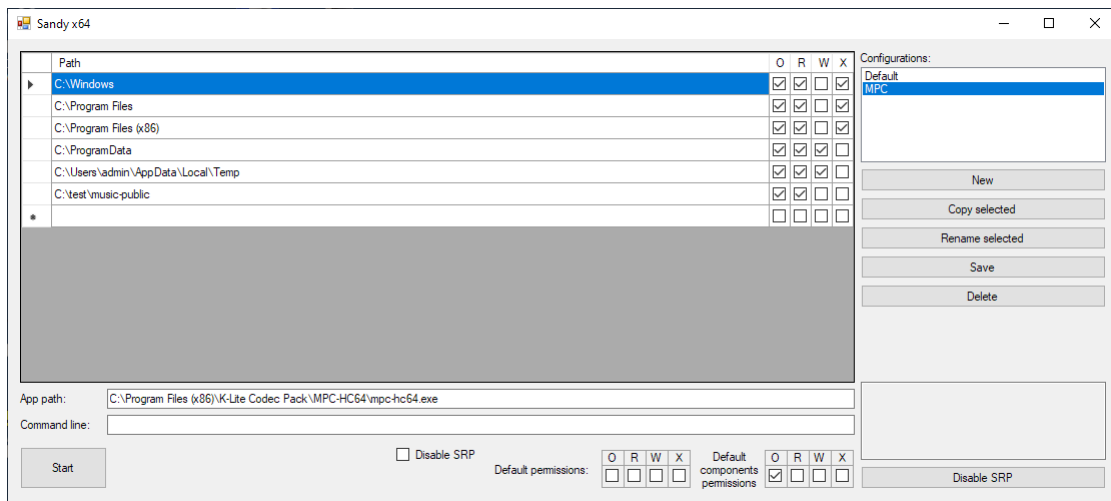 Sandy x64
Path O R W X
C:\Windows
C:\Program Files
C:\Program Files (x86)
C:\ProgramData
C:\Users\admin\AppData\Local\Temp
C:\test\music-public
Configurations:
Default
MPC
New
Copy selected
Rename selected
Save
Delete
App path: C:\Program Files (x86)\K-Lite Codec Pack\MPC-HC64\mpc-hc64.exe
Command line:
Start
Disable SRP
Default permissions:
O R W X
Default
components
permissions
O R W X
Disable SRP